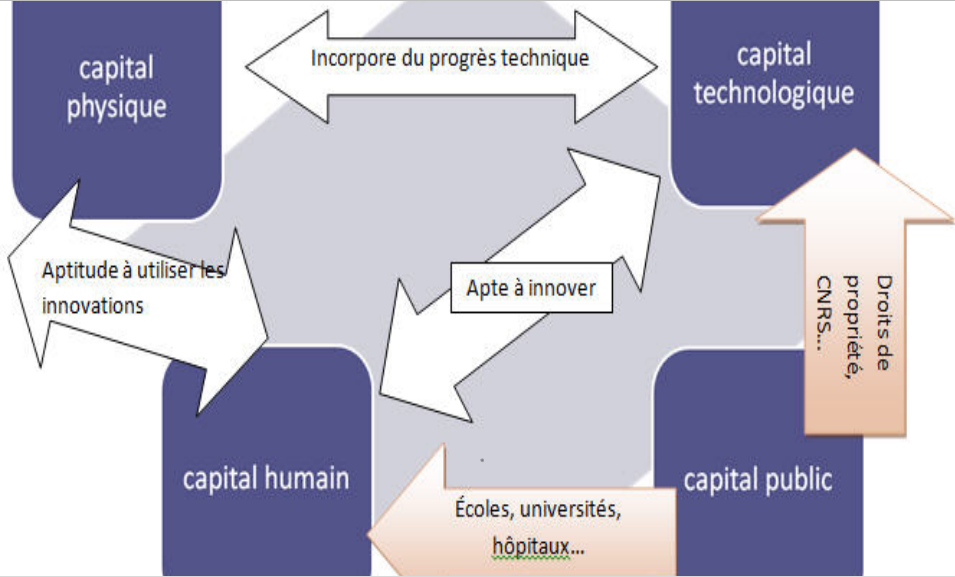 capital
physique
Incorpore du progrès technique
capital
technologique
Aptitude à utiliser les
innovations
Apte à innover
Droits de
propriété,
CNRS...
capital humain
Écoles, universités,
hôpitaux...
capital public